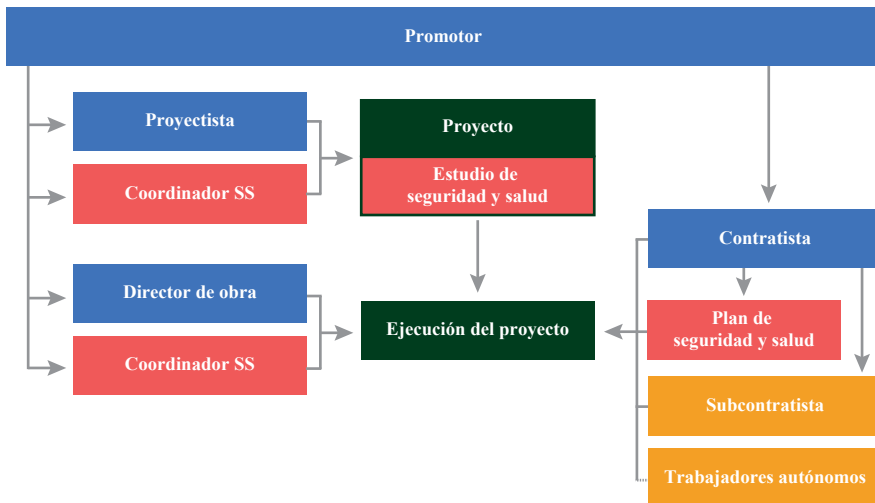 Promotor
Proyectista
Coordinador SS
Proyecto
Estudio de
seguridad y salud
Contratista
Director de obra
Coordinador SS
Ejecución del proyecto
Plan de
seguridad y salud
Subcontratista
Trabajadores autónomos